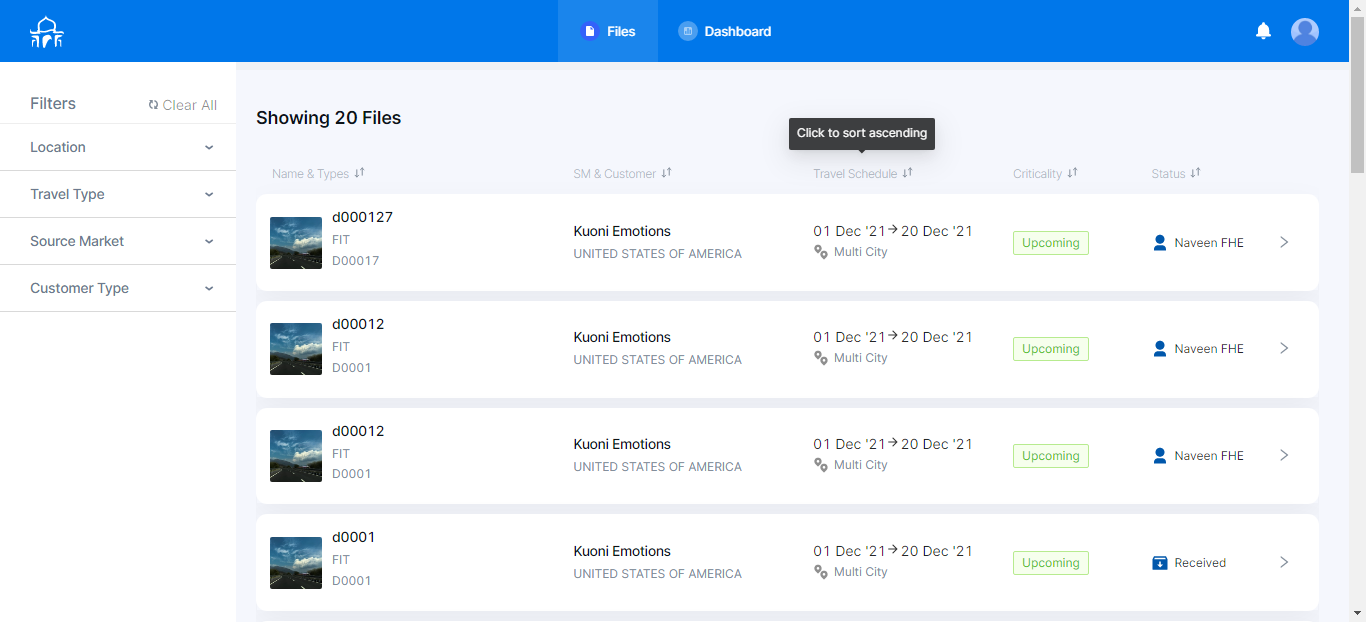 Files
Dashboard
Filters
Clear All
Location
Travel Type
Source Market
Customer Type
Showing 20 Files
Click to sort ascending
Name & Types
SM & Customer
Travel Schedule
Criticality
Status
d000127
FIT
D00017
Kuoni Emotions
UNITED STATES OF AMERICA
01 Dec '21→20 Dec '21
Multi City
Upcoming
Naveen FHE
d00012
FIT
D0001
Kuoni Emotions
UNITED STATES OF AMERICA
01 Dec '21→20 Dec '21
Multi City
Upcoming
Naveen FHE
d00012
FIT
D0001
Kuoni Emotions
UNITED STATES OF AMERICA
01 Dec '21→20 Dec '21
Multi City
Upcoming
Naveen FHE
d0001
FIT
D0001
Kuoni Emotions
UNITED STATES OF AMERICA
01 Dec '21→20 Dec '21
Multi City
Upcoming
Received